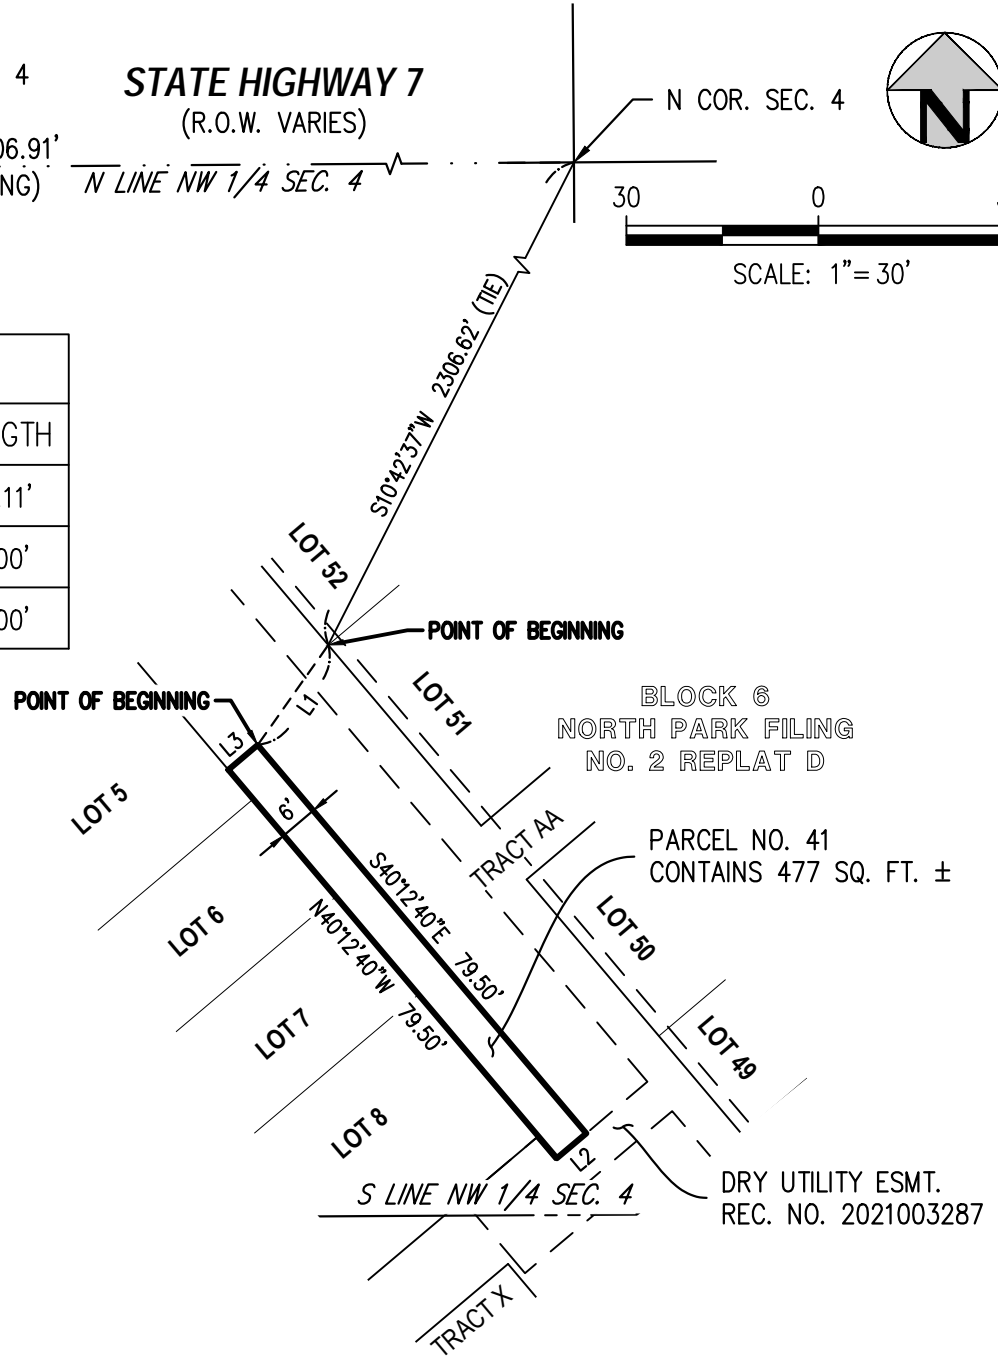 4
STATE HIGHWAY 7
(R.O.W. VARIES)
N COR. SEC. 4
N
06.91'
NG)
N LINE NW 1/4 SEC. 4
30 0
SCALE: 1"=30'
S10°42'37"W 2306.62' (TIE)
GTH
11'
00'
00'
LOT 52
POINT OF BEGINNING
LOT 51
POINT OF BEGINNING
L1
L3
BLOCK 6
NORTH PARK FILING
NO. 2 REPLAT D
LOT 5
6'
TRACT AA
PARCEL NO. 41
CONTAINS 477 SQ. FT. ±
S40°12'40"E 79.50'
N40°12'40"W 79.50'
LOT 6
LOT 50
LOT 7
LOT 49
LOT 8
L2
S LINE NW 1/4 SEC. 4
DRY UTILITY ESMT.
REC. NO. 2021003287
TRACT X